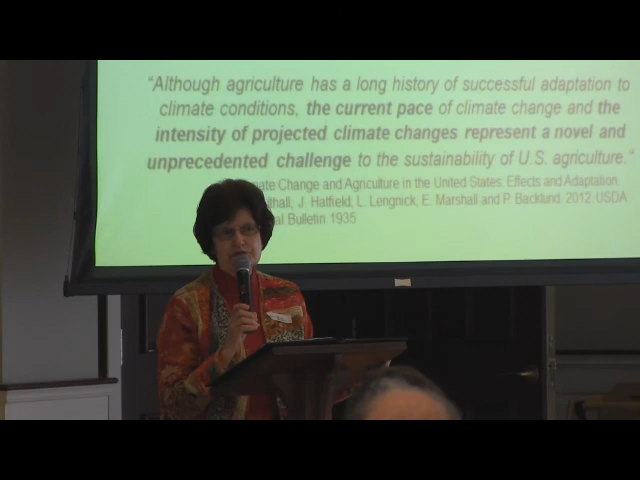 “Although agriculture has a long history of successful adaptation to
climate conditions, the current pace of climate change and the
intensity of projected climate changes represent a novel and
unprecedented challenge to the sustainability of U.S. agriculture.“
Change and Agriculture in the United States: Effects and Adaptation.
J. Hatfield, L. Lengnick, E. Marshall and P. Backlund. 2012. USDA
Bulletin 1935